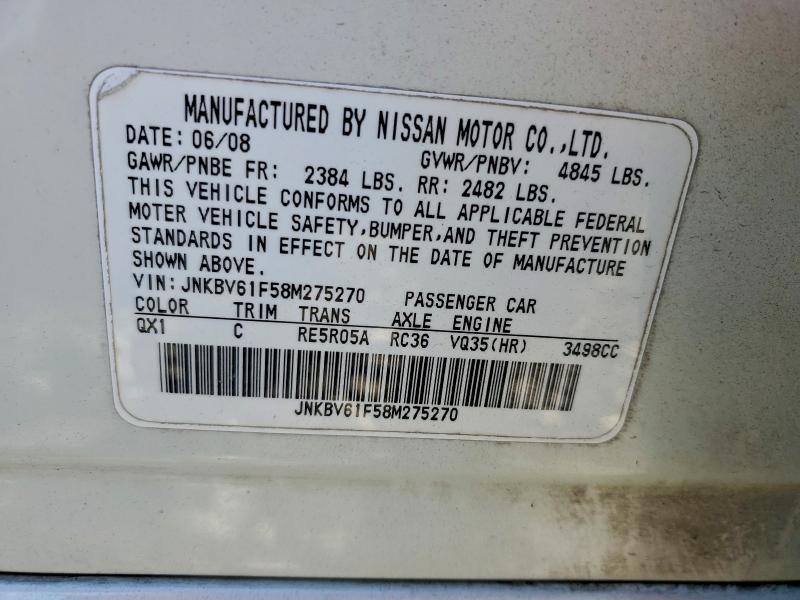 MANUFACTURED BY NISSAN MOTOR CO.,LTD.
DATE: 06/08 GVWR/PNBV: 4845 LBS.
GAWR/PNBE FR: 2384 LBS. RR: 2482 LBS.
THIS VEHICLE CONFORMS TO ALL APPLICABLE FEDERAL
MOTER VEHICLE SAFETY,BUMPER,AND THEFT PREVENTION
STANDARDS IN EFFECT ON THE DATE OF MANUFACTURE
SHOWN ABOVE.
VIN:JNKBV61F58M275270 PASSENGER CAR
COLOR TRIM TRANS AXLE ENGINE
QX1 C RE5R05A RC36 VQ35(HR) 3498CC
JNKBV61F58M275270